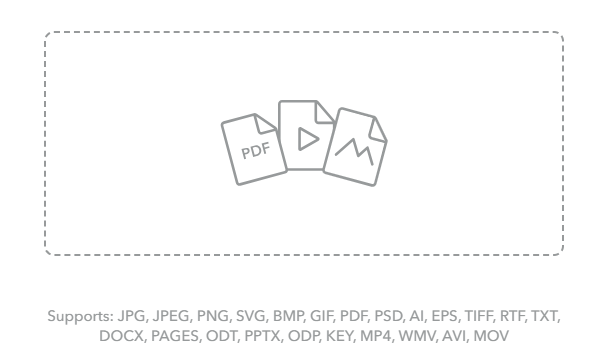 PDF
Supports: JPG, JPEG, PNG, SVG, BMP, GIF, PDF, PSD, AI, EPS, TIFF, RTF, TXT,
DOCX, PAGES, ODT, PPTX, ODP, KEY, MP4, WMV, AVI, MOV